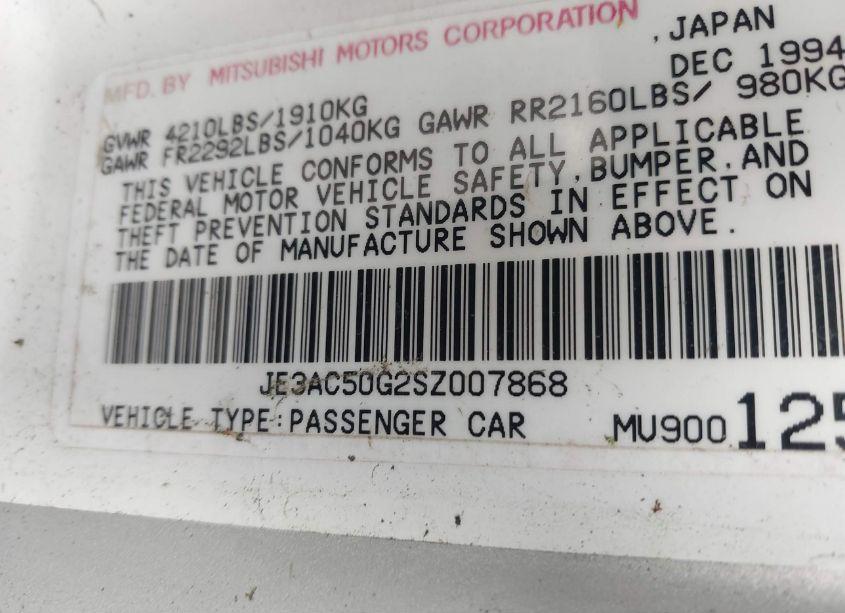 MFD. BY MITSUBISHI MOTORS CORPORATION ,JAPAN
DEC 1994
GVWR 4210LBS/1910KG
GAWR FR2292LBS/1040KG GAWR RR2160LBS/ 980KG
THIS VEHICLE CONFORMS TO ALL APPLICABLE
FEDERAL MOTOR VEHICLE SAFETY,BUMPER,AND
THEFT PREVENTION STANDARDS IN EFFECT ON
THE DATE OF MANUFACTURE SHOWN ABOVE.
JE3AC50G2SZ007868
VEHICLE TYPE:PASSENGER CAR MU900125